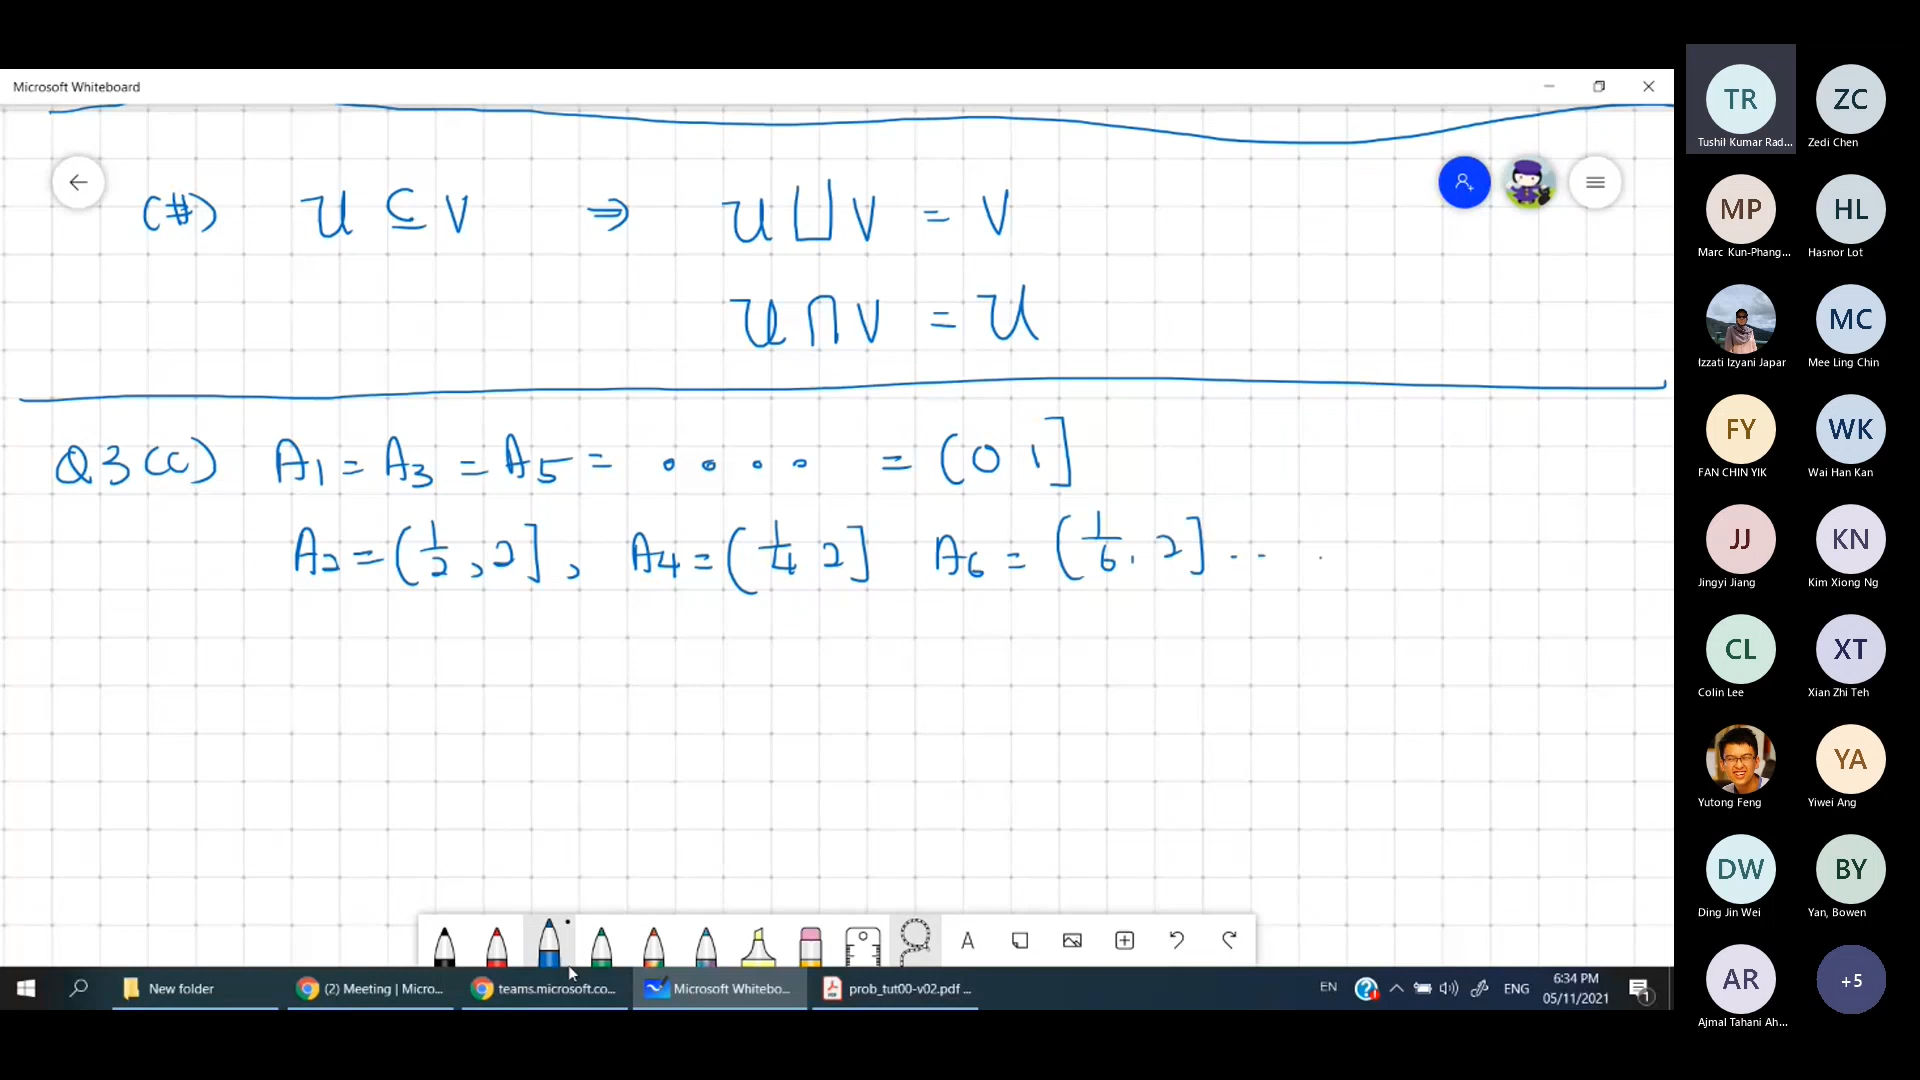 Microsoft Whiteboard
(#) U ⊆ V ⇒ U ∪ V = V
U ∩ V = U
Q3(c) A1 = A3 = A5 = .... = (0 1]
A2 = (1/2, 2], A4 = (1/4 2] A6 = (1/6, 2] ...
TR ZC
Tushil Kumar Rad... Zedi Chen
MP HL
Marc Kun-Phang... Hasnor Lot
MC
Izzati Izyani Japar Mee Ling Chin
FY WK
FAN CHIN YIK Wai Han Kan
JJ KN
Jingyi Jiang Kim Xiong Ng
CL XT
Colin Lee Xian Zhi Teh
YA
Yutong Feng Yiwei Ang
DW BY
Ding Jin Wei Yan, Bowen
AR +5
Ajmal Tahani Ah...
A
New folder (2) Meeting | Micro... teams.microsoft.co... Microsoft Whitebo... prob_tut00-v02.pdf ... EN ENG 6:34 PM
05/11/2021 1